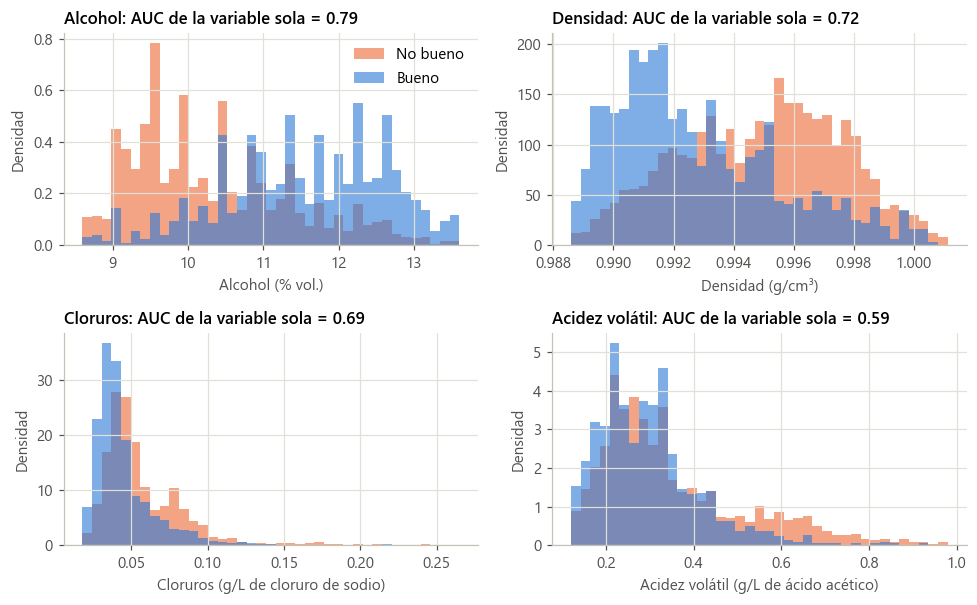 Alcohol: AUC de la variable sola = 0.79
Densidad: AUC de la variable sola = 0.72
0.8
0.6
0.4
0.2
0.0
Densidad
No bueno
Bueno
9 10 11 12 13
Alcohol (% vol.)
200
150
100
50
0
Densidad
0.988 0.990 0.992 0.994 0.996 0.998 1.000
Densidad (g/cm³)
Cloruros: AUC de la variable sola = 0.69
Acidez volátil: AUC de la variable sola = 0.59
30
20
10
0
Densidad
0.05 0.10 0.15 0.20 0.25
Cloruros (g/L de cloruro de sodio)
5
4
3
2
1
0
Densidad
0.2 0.4 0.6 0.8 1.0
Acidez volátil (g/L de ácido acético)